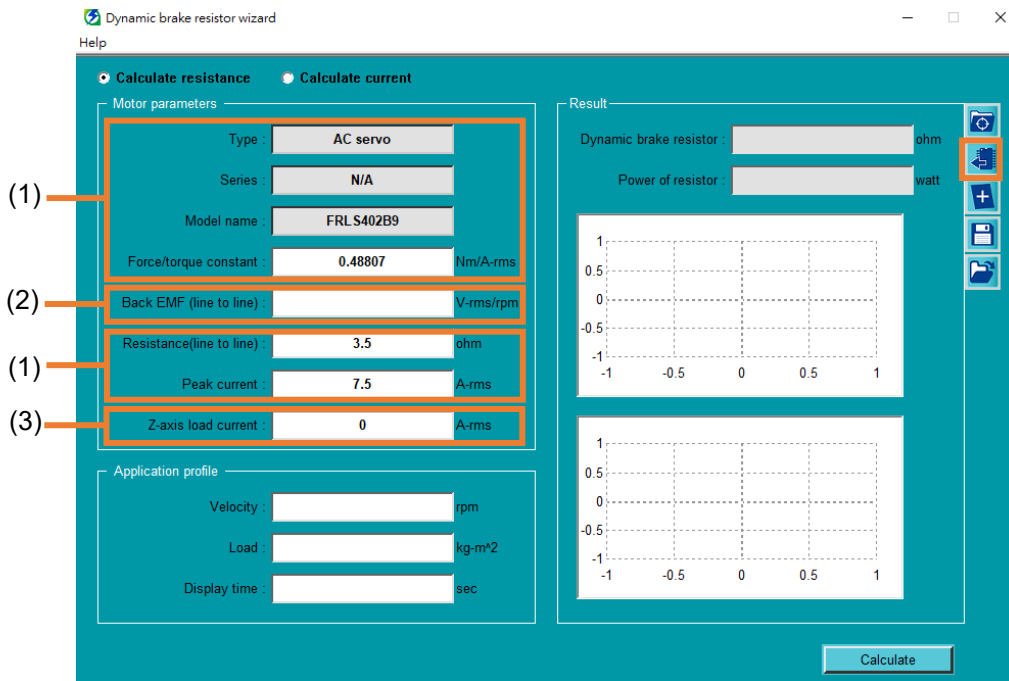 Dynamic brake resistor wizard
Help
Calculate resistance Calculate current
Motor parameters
(1)
Type : AC servo
Series : N/A
Model name : FRLS402B9
Force/torque constant : 0.48807 Nm/A-rms
(2)
Back EMF (line to line) : V-rms/rpm
(1)
Resistance(line to line) : 3.5 ohm
Peak current : 7.5 A-rms
(3)
Z-axis load current : 0 A-rms
Application profile
Velocity : rpm
Load : kg-m^2
Display time : sec
Result
Dynamic brake resistor : ohm
Power of resistor : watt
1
0.5
0
-0.5
-1
-1 -0.5 0 0.5 1
1
0.5
0
-0.5
-1
-1 -0.5 0 0.5 1
Calculate